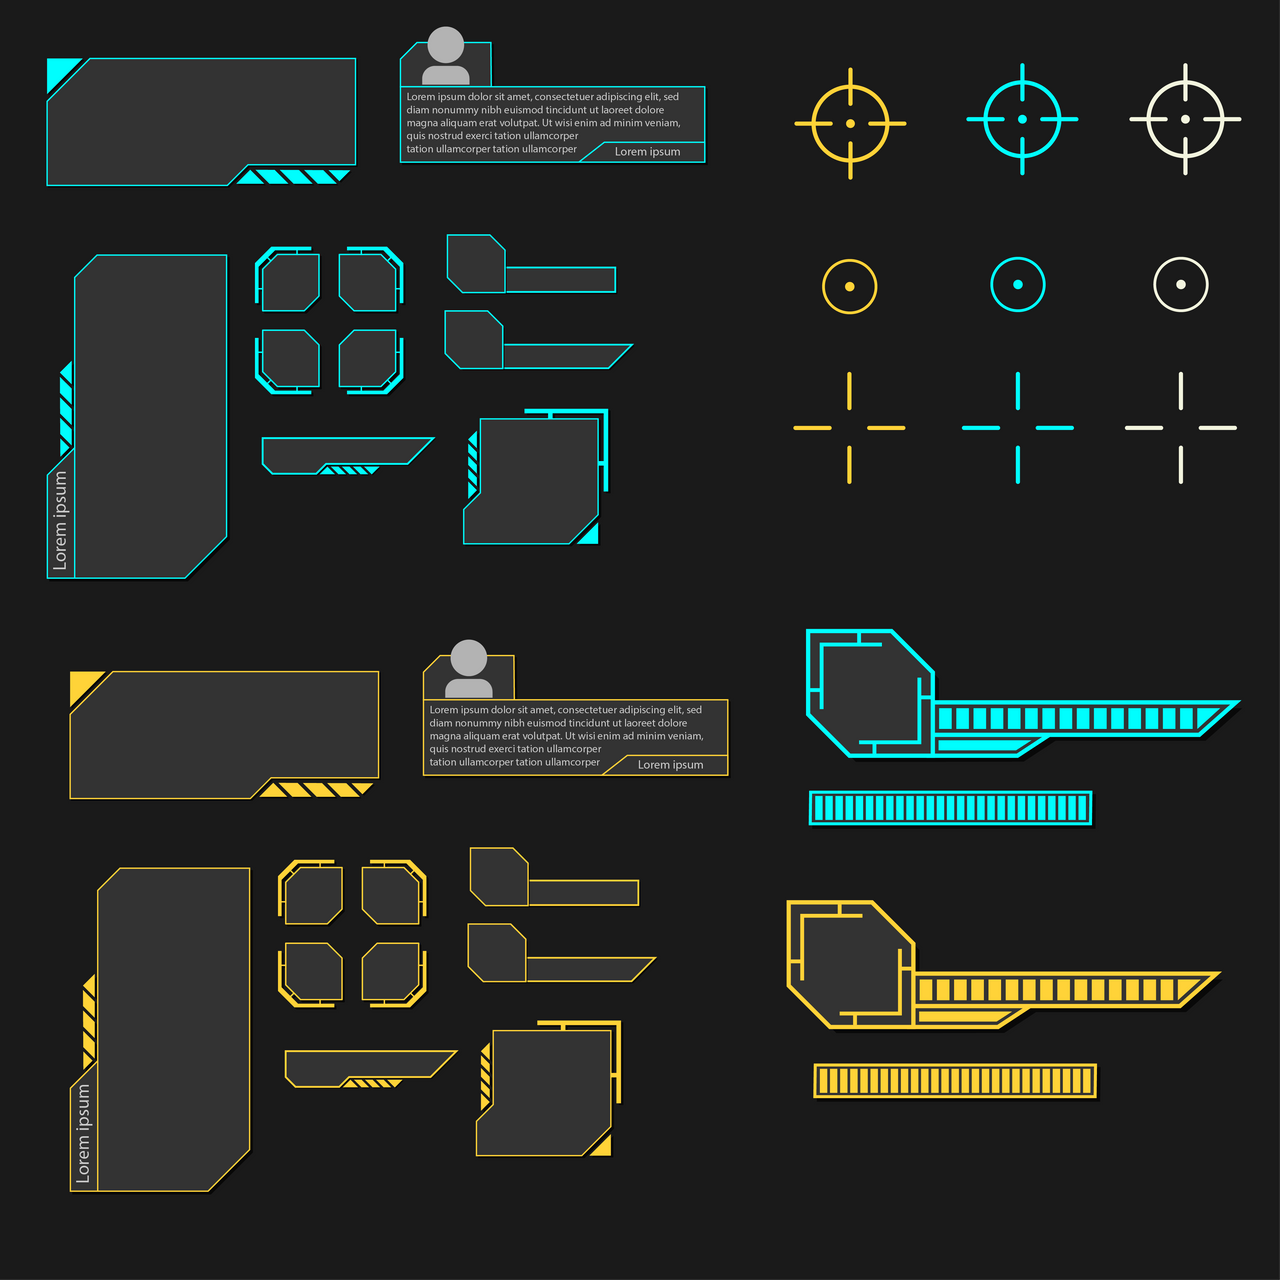 Lorem ipsum dolor sit amet, consectetuer adipiscing elit, sed
diam nonummy nibh euismod tincidunt ut laoreet dolore
magna aliquam erat volutpat. Ut wisi enim ad minim veniam,
quis nostrud exerci tation ullamcorper
tation ullamcorper tation ullamcorper
Lorem ipsum
Lorem ipsum
Lorem ipsum dolor sit amet, consectetuer adipiscing elit, sed
diam nonummy nibh euismod tincidunt ut laoreet dolore
magna aliquam erat volutpat. Ut wisi enim ad minim veniam,
quis nostrud exerci tation ullamcorper
tation ullamcorper tation ullamcorper
Lorem ipsum
Lorem ipsum